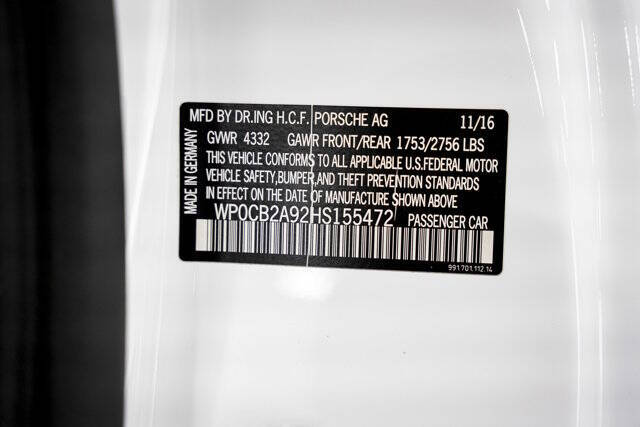 MFD BY DR.ING H.C.F. PORSCHE AG 11/16
GVWR 4332 GAWR FRONT/REAR 1753/2756 LBS
THIS VEHICLE CONFORMS TO ALL APPLICABLE U.S.FEDERAL MOTOR
VEHICLE SAFETY,BUMPER,AND THEFT PREVENTION STANDARDS
IN EFFECT ON THE DATE OF MANUFACTURE SHOWN ABOVE
WP0CB2A92HS155472 PASSENGER CAR
MADE IN GERMANY
991.701.112.14